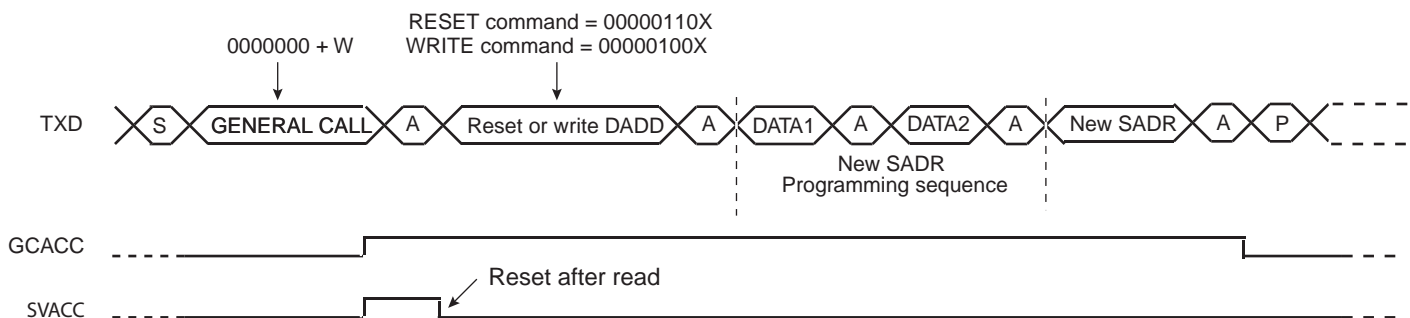 RESET command = 00000110X
0000000 + W
WRITE command = 00000100X
TXD
S
GENERAL CALL
A
Reset or write DADD
A
DATA1
A
DATA2
A
New SADR
A
P
New SADR
Programming sequence
GCACC
Reset after read
SVACC